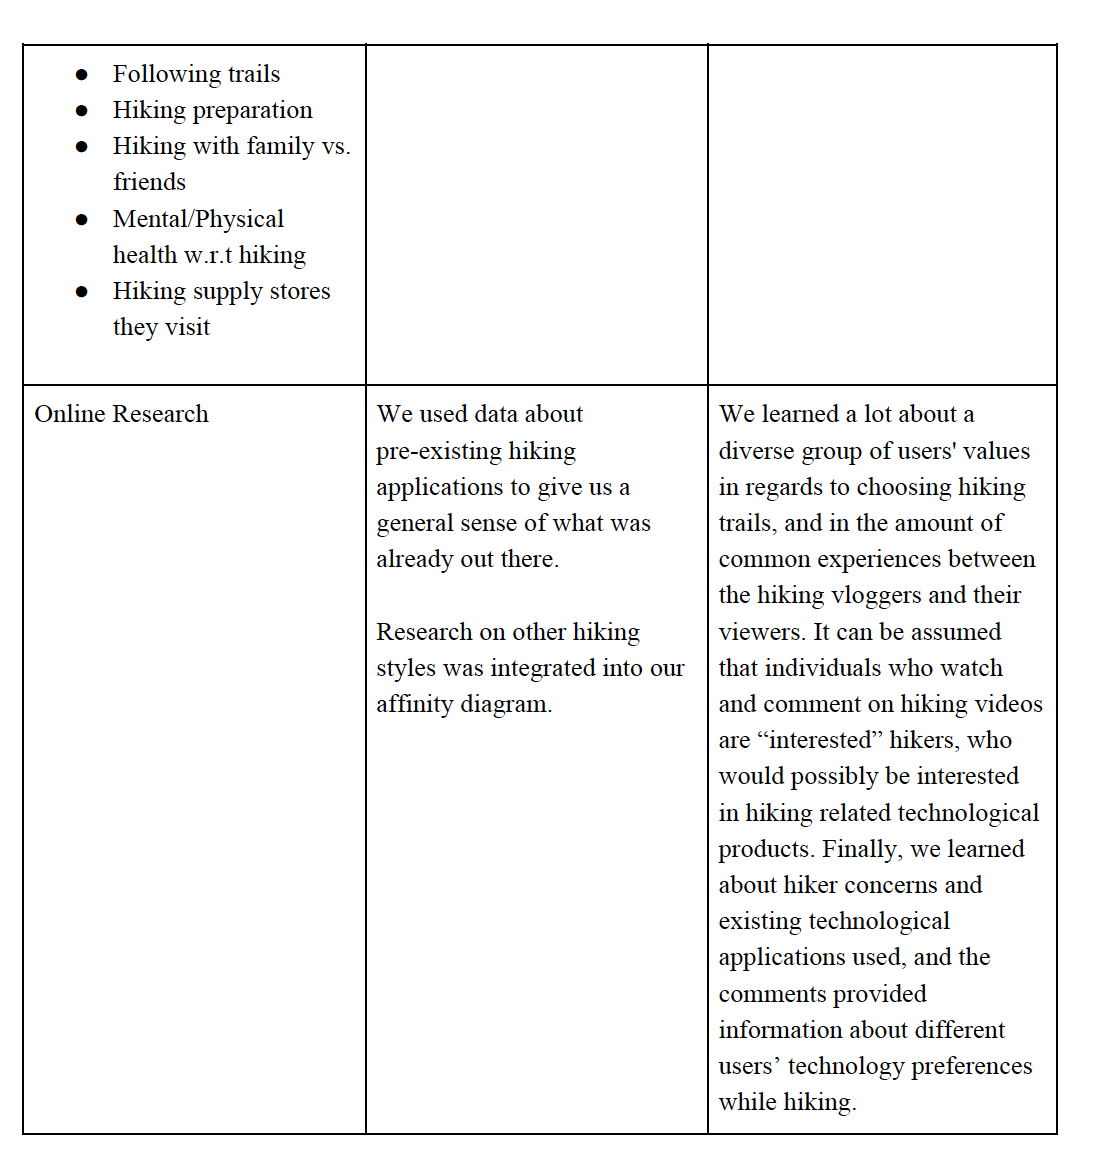 ● Following trails
● Hiking preparation
● Hiking with family vs.
friends
● Mental/Physical
health w.r.t hiking
● Hiking supply stores
they visit
Online Research
We used data about
pre-existing hiking
applications to give us a
general sense of what was
already out there.
Research on other hiking
styles was integrated into our
affinity diagram.
We learned a lot about a
diverse group of users' values
in regards to choosing hiking
trails, and in the amount of
common experiences between
the hiking vloggers and their
viewers. It can be assumed
that individuals who watch
and comment on hiking videos
are “interested” hikers, who
would possibly be interested
in hiking related technological
products. Finally, we learned
about hiker concerns and
existing technological
applications used, and the
comments provided
information about different
users’ technology preferences
while hiking.